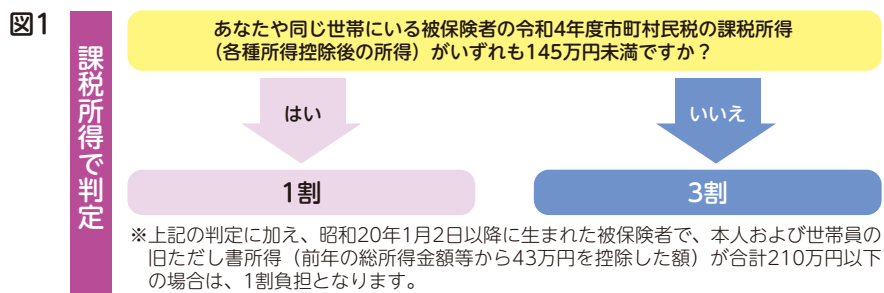 図1
課税所得で判定
あなたや同じ世帯にいる被保険者の令和4年度市町村民税の課税所得
（各種所得控除後の所得）がいずれも145万円未満ですか？
はい
いいえ
1割
3割
※上記の判定に加え、昭和20年1月2日以降に生まれた被保険者で、本人および世帯員の
旧ただし書所得（前年の総所得金額等から43万円を控除した額）が合計210万円以下
の場合は、1割負担となります。